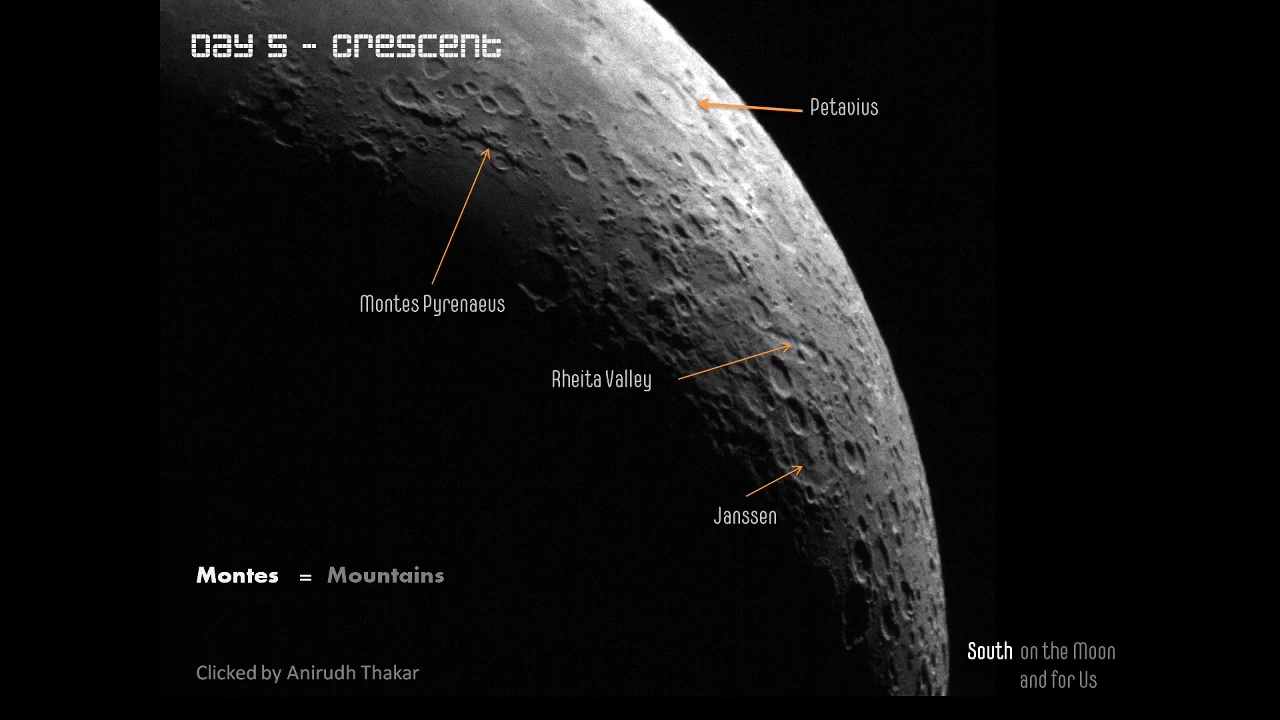 Day 5 - Crescent
Petavius
Montes Pyrenaeus
Rheita Valley
Janssen
Montes = Mountains
South on the Moon
and for Us
Clicked by Anirudh Thakar